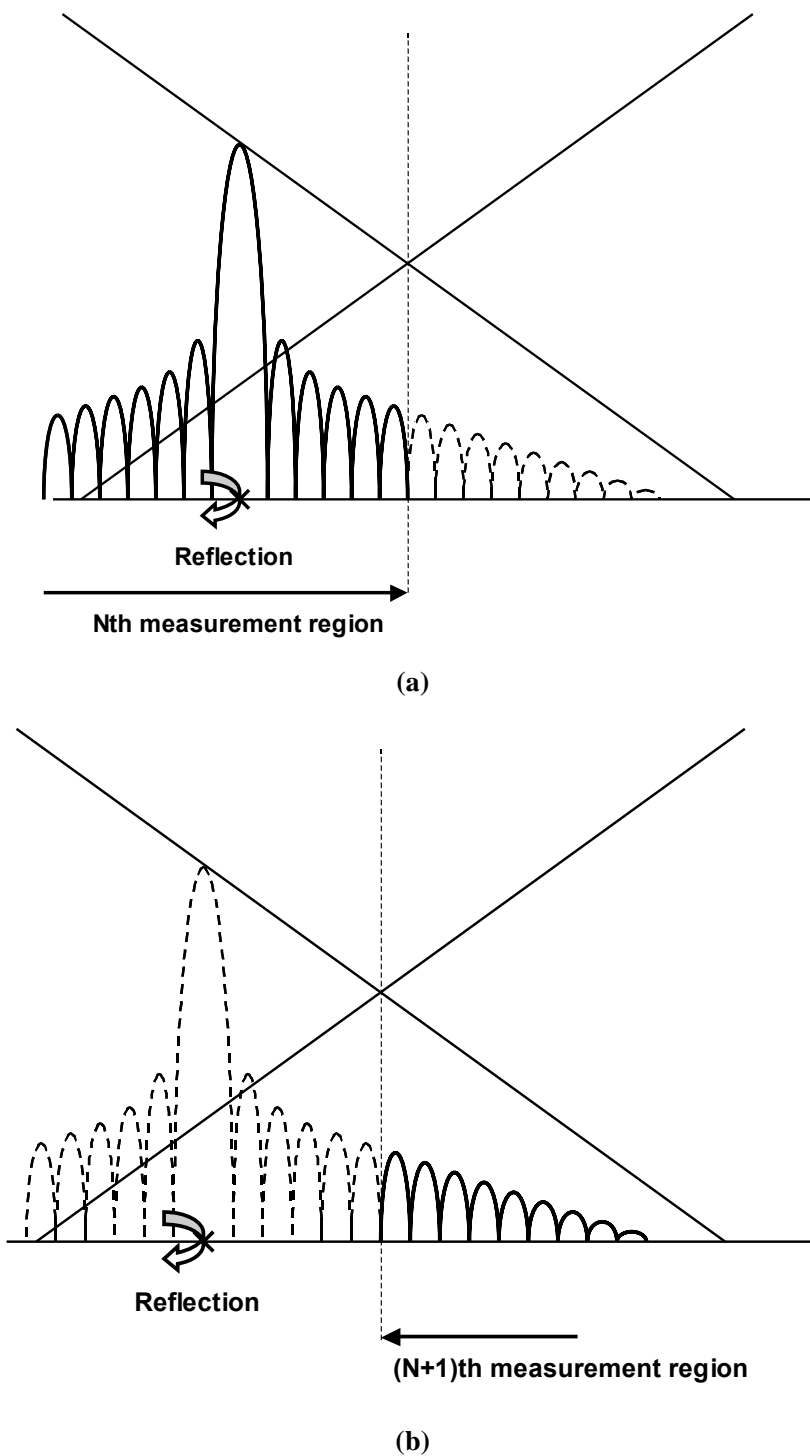 Reflection
Nth measurement region
(a)
Reflection
(N+1)th measurement region
(b)